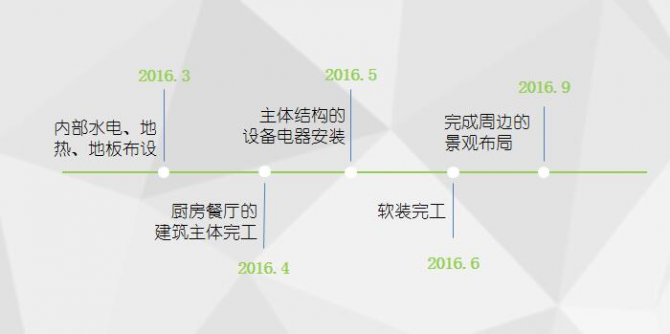 2016.3
内部水电、地
热、地板布设
厨房餐厅的
建筑主体完工
2016.4
2016.5
主体结构的
设备电器安装
软装完工
2016.6
2016.9
完成周边的
景观布局